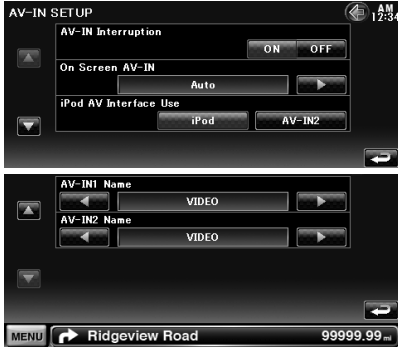 AV-IN SETUP
AM
12:34
AV-IN Interruption
ON OFF
On Screen AV-IN
Auto
iPod AV Interface Use
iPod AV-IN2
AV-IN1 Name
VIDEO
AV-IN2 Name
VIDEO
MENU Ridgeview Road 99999.99 mi